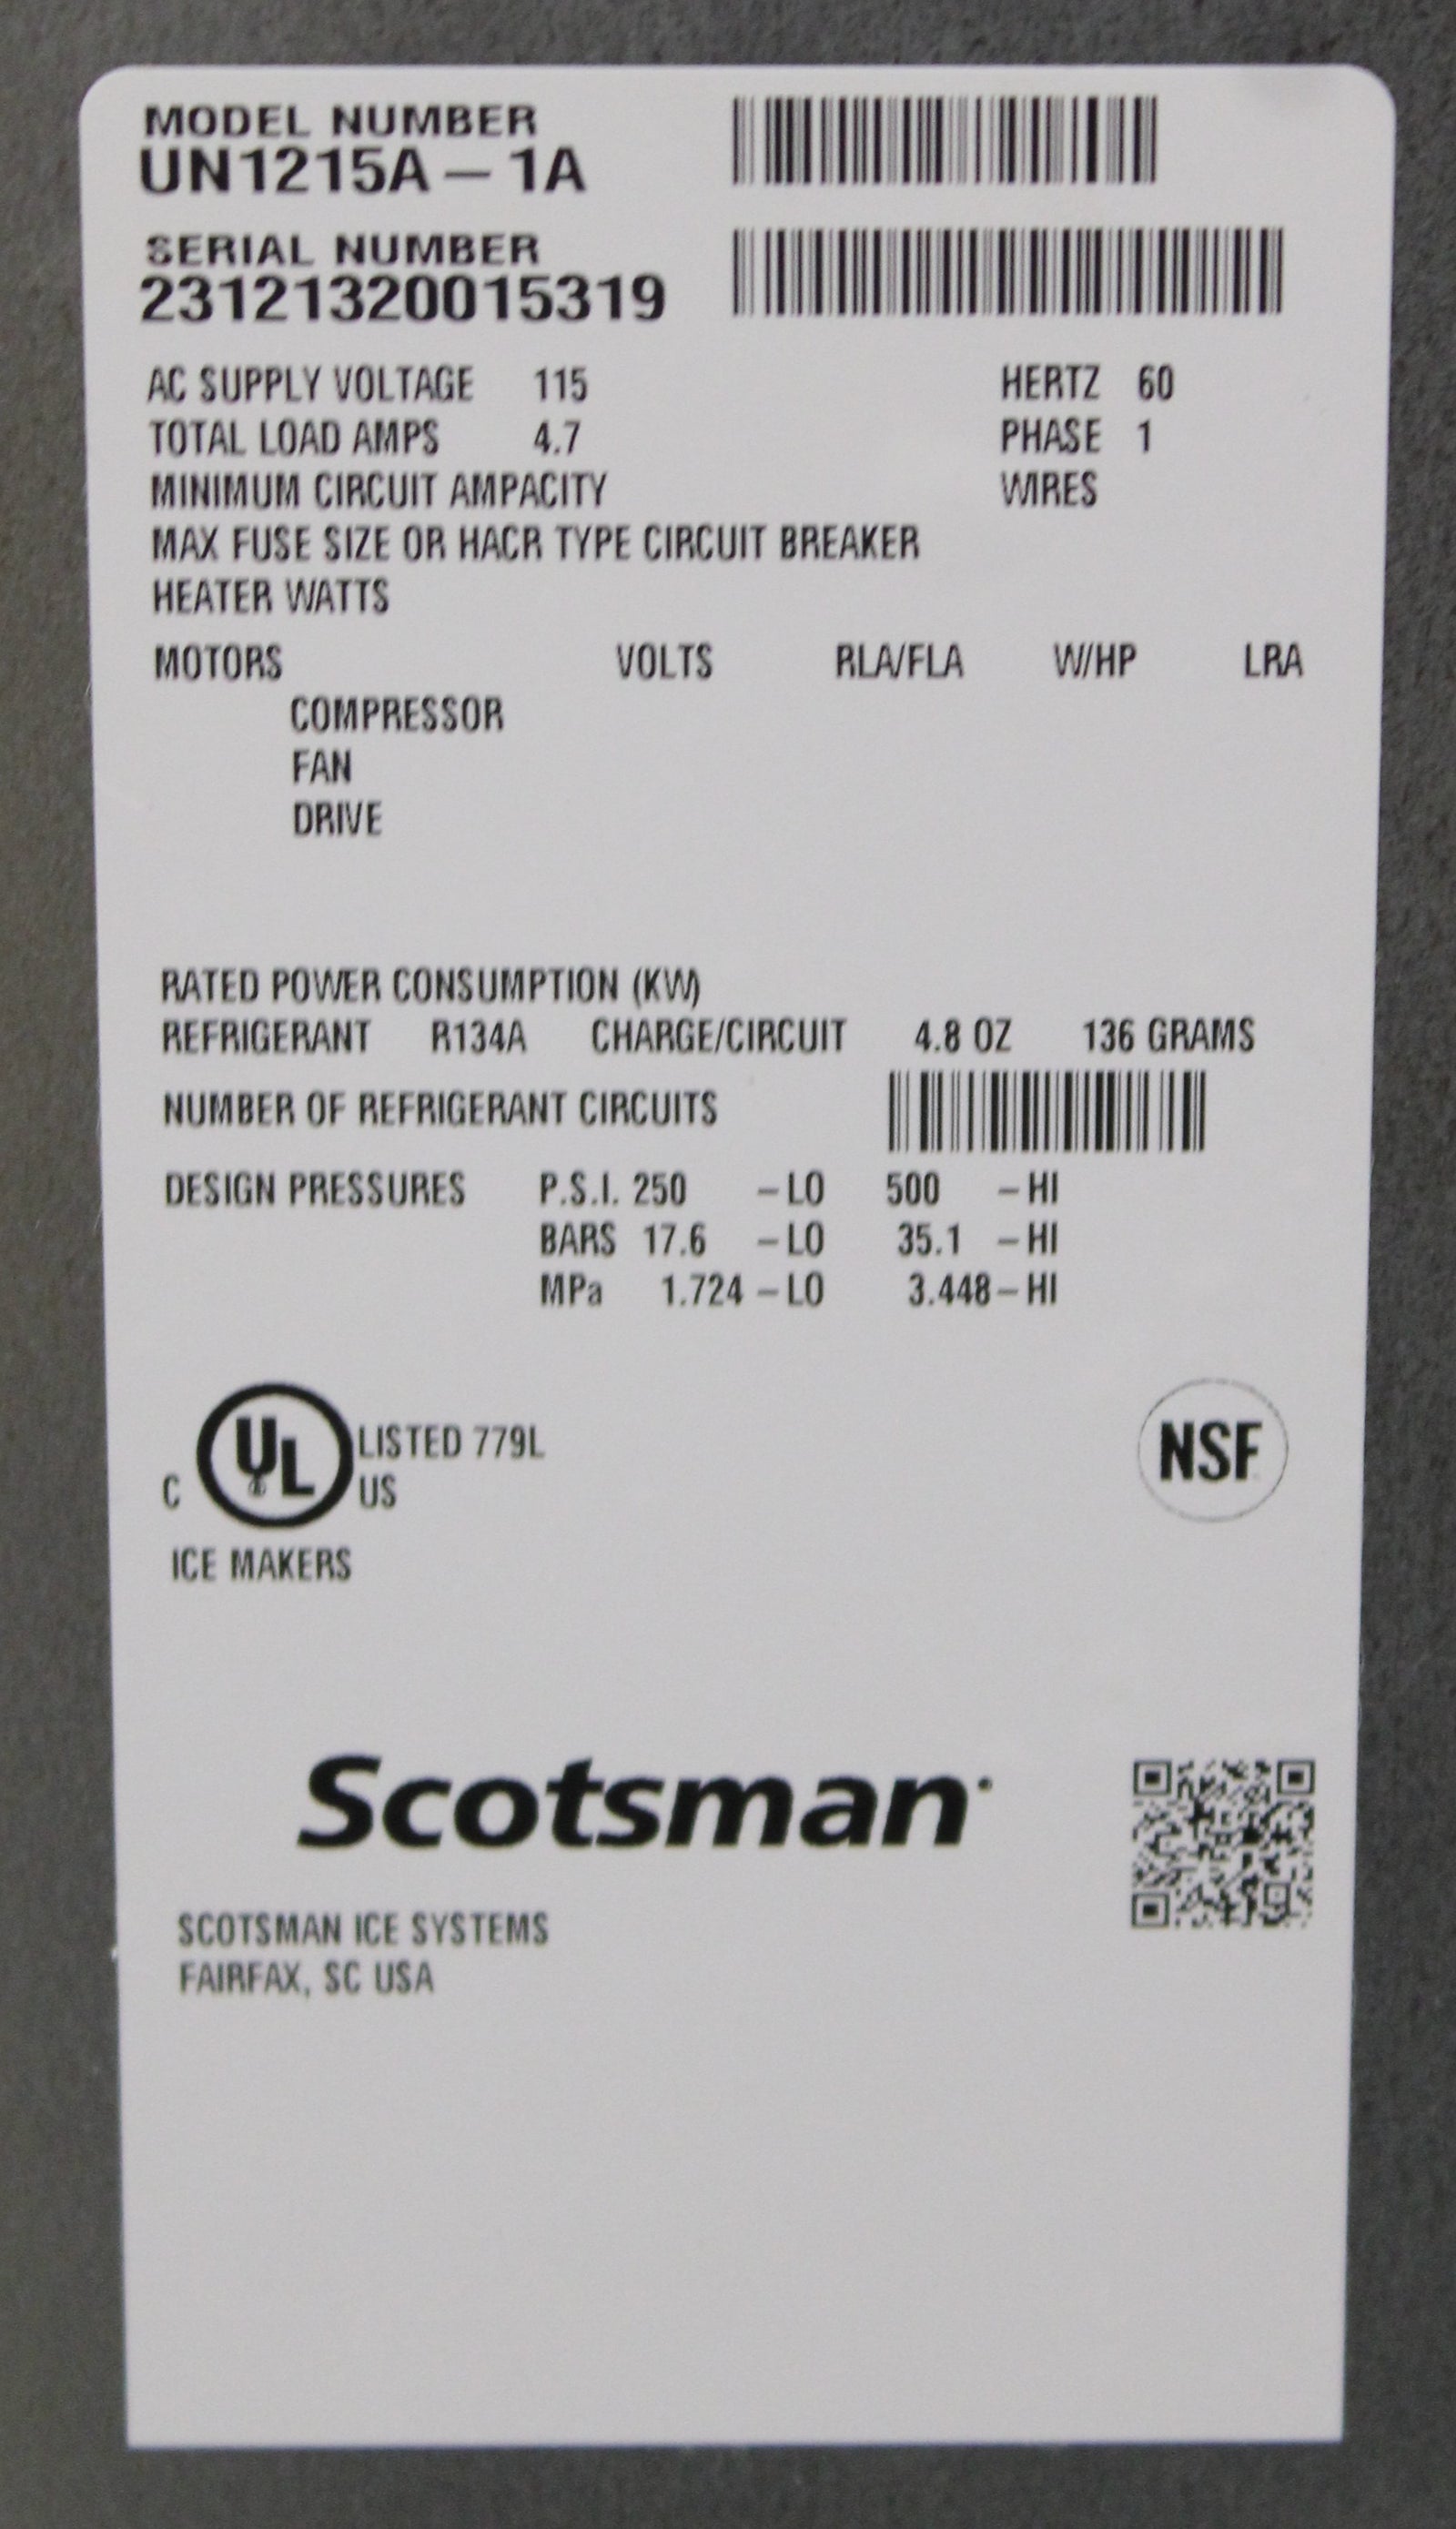 MODEL NUMBER
UN1215A – 1A
SERIAL NUMBER
23121320015319
AC SUPPLY VOLTAGE 115 HERTZ 60
TOTAL LOAD AMPS 4.7 PHASE 1
MINIMUM CIRCUIT AMPACITY WIRES
MAX FUSE SIZE OR HACR TYPE CIRCUIT BREAKER
HEATER WATTS
MOTORS VOLTS RLA/FLA W/HP LRA
COMPRESSOR
FAN
DRIVE
RATED POWER CONSUMPTION (KW)
REFRIGERANT R134A CHARGE/CIRCUIT 4.8 OZ 136 GRAMS
NUMBER OF REFRIGERANT CIRCUITS
DESIGN PRESSURES P.S.I. 250 – LO 500 – HI
BARS 17.6 – LO 35.1 – HI
MPa 1.724 – LO 3.448 – HI
C UL LISTED 779L
US
NSF
ICE MAKERS
Scotsman
SCOTSMAN ICE SYSTEMS
FAIRFAX, SC USA